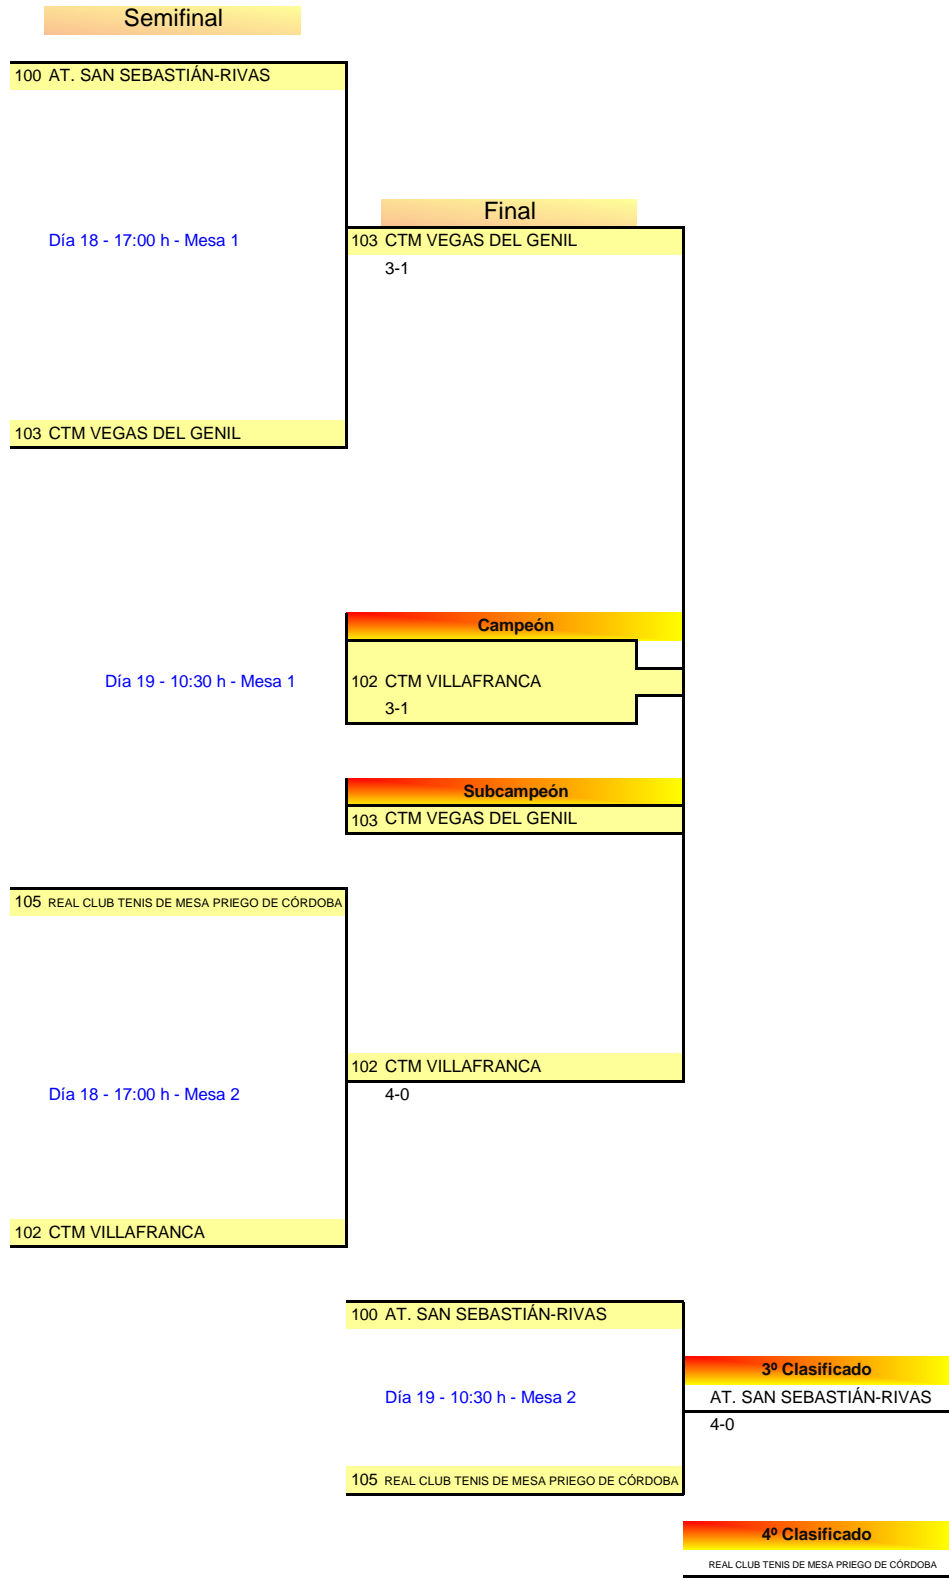 Semifinal
100 AT. SAN SEBASTIÁN-RIVAS
Final
Día 18 - 17:00 h - Mesa 1
103 CTM VEGAS DEL GENIL
3-1
103 CTM VEGAS DEL GENIL
Campeón
Día 19 - 10:30 h - Mesa 1
102 CTM VILLAFRANCA
3-1
Subcampeón
103 CTM VEGAS DEL GENIL
105 REAL CLUB TENIS DE MESA PRIEGO DE CÓRDOBA
102 CTM VILLAFRANCA
Día 18 - 17:00 h - Mesa 2
4-0
102 CTM VILLAFRANCA
100 AT. SAN SEBASTIÁN-RIVAS
3º Clasificado
Día 19 - 10:30 h - Mesa 2
AT. SAN SEBASTIÁN-RIVAS
4-0
105 REAL CLUB TENIS DE MESA PRIEGO DE CÓRDOBA
4º Clasificado
REAL CLUB TENIS DE MESA PRIEGO DE CÓRDOBA